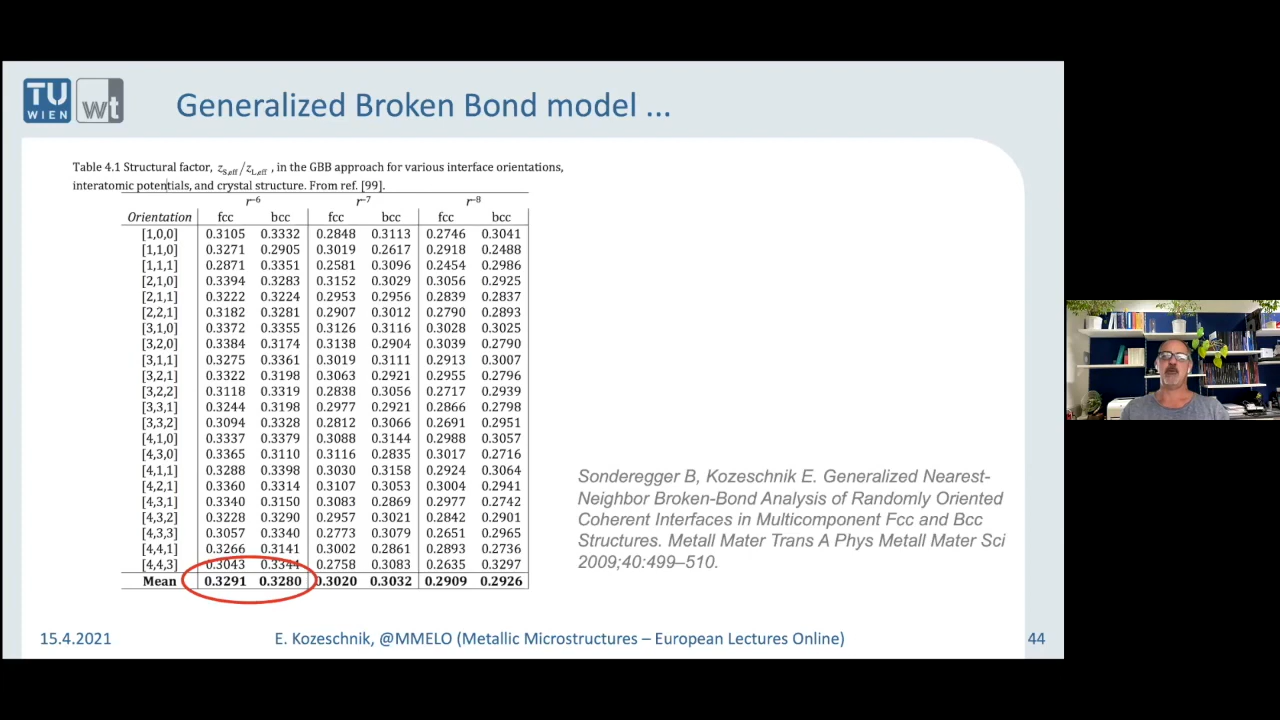 TU
WIEN
wt
Generalized Broken Bond model ...
Table 4.1 Structural factor, z_S,eff/z_L,eff , in the GBB approach for various interface orientations,
interatomic potentials, and crystal structure. From ref. [99].
r⁻⁶ r⁻⁷ r⁻⁸
Orientation fcc bcc fcc bcc fcc bcc
[1,0,0] 0.3105 0.3332 0.2848 0.3113 0.2746 0.3041
[1,1,0] 0.3271 0.2905 0.3019 0.2617 0.2918 0.2488
[1,1,1] 0.2871 0.3351 0.2581 0.3096 0.2454 0.2986
[2,1,0] 0.3394 0.3283 0.3152 0.3029 0.3056 0.2925
[2,1,1] 0.3222 0.3224 0.2953 0.2956 0.2839 0.2837
[2,2,1] 0.3182 0.3281 0.2907 0.3012 0.2790 0.2893
[3,1,0] 0.3372 0.3355 0.3126 0.3116 0.3028 0.3025
[3,2,0] 0.3384 0.3174 0.3138 0.2904 0.3039 0.2790
[3,1,1] 0.3275 0.3361 0.3019 0.3111 0.2913 0.3007
[3,2,1] 0.3322 0.3198 0.3063 0.2921 0.2955 0.2796
[3,2,2] 0.3118 0.3319 0.2838 0.3056 0.2717 0.2939
[3,3,1] 0.3244 0.3198 0.2977 0.2921 0.2866 0.2798
[3,3,2] 0.3094 0.3328 0.2812 0.3066 0.2691 0.2951
[4,1,0] 0.3337 0.3379 0.3088 0.3144 0.2988 0.3057
[4,3,0] 0.3365 0.3110 0.3116 0.2835 0.3017 0.2716
[4,1,1] 0.3288 0.3398 0.3030 0.3158 0.2924 0.3064
[4,2,1] 0.3360 0.3314 0.3107 0.3053 0.3004 0.2941
[4,3,1] 0.3340 0.3150 0.3083 0.2869 0.2977 0.2742
[4,3,2] 0.3228 0.3290 0.2957 0.3021 0.2842 0.2901
[4,3,3] 0.3057 0.3340 0.2773 0.3079 0.2651 0.2965
[4,4,1] 0.3266 0.3141 0.3002 0.2861 0.2893 0.2736
[4,4,3] 0.3043 0.3344 0.2758 0.3083 0.2635 0.3297
Mean 0.3291 0.3280 0.3020 0.3032 0.2909 0.2926
Sonderegger B, Kozeschnik E. Generalized Nearest-
Neighbor Broken-Bond Analysis of Randomly Oriented
Coherent Interfaces in Multicomponent Fcc and Bcc
Structures. Metall Mater Trans A Phys Metall Mater Sci
2009;40:499–510.
15.4.2021 E. Kozeschnik, @MMELO (Metallic Microstructures – European Lectures Online) 44